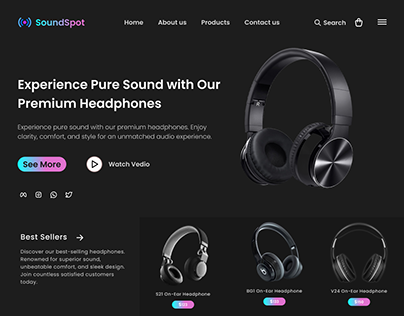 SoundSpot
Home About us Products Contact us
Search
Experience Pure Sound with Our
Premium Headphones
Experience pure sound with our premium headphones. Enjoy
clarity, comfort, and style for an unmatched audio experience.
See More
Watch Vedio
Best Sellers
Discover our best-selling headphones.
Renowned for superior sound,
unbeatable comfort, and sleek design.
Join countless satisfied customers
today.
S21 On-Ear Headphone
BG1 On-Ear Headphone
V24 On-Ear Headphone